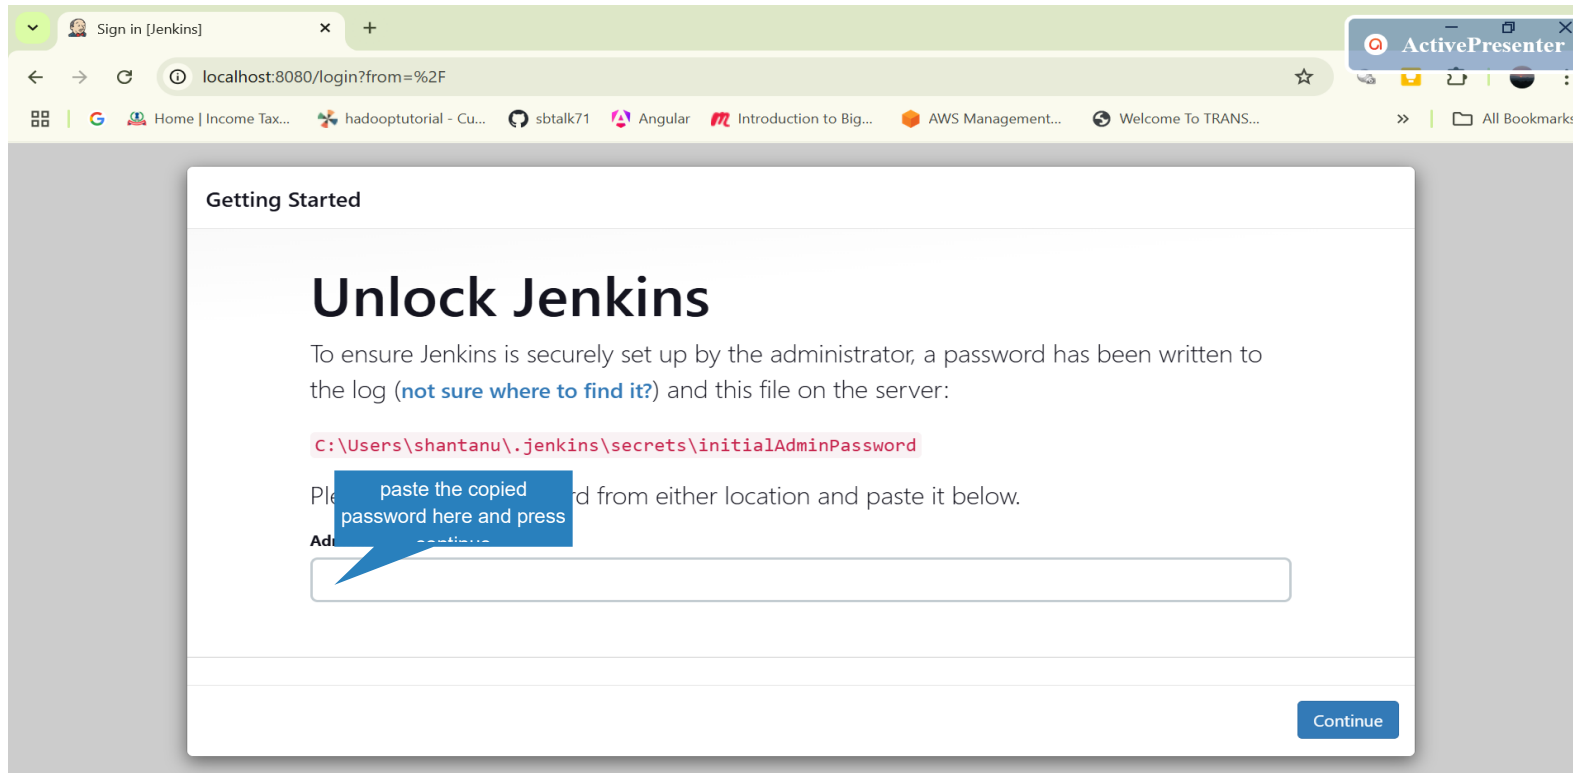 Sign in [Jenkins]
ActivePresenter
localhost:8080/login?from=%2F
Home | Income Tax...
hadooptutorial - Cu...
sbtalk71
Angular
Introduction to Big...
AWS Management...
Welcome To TRANS...
All Bookmarks
Getting Started
Unlock Jenkins
To ensure Jenkins is securely set up by the administrator, a password has been written to
the log (not sure where to find it?) and this file on the server:
C:\Users\shantanu\.jenkins\secrets\initialAdminPassword
from either location and paste it below.
paste the copied
password here and press
continue
Continue